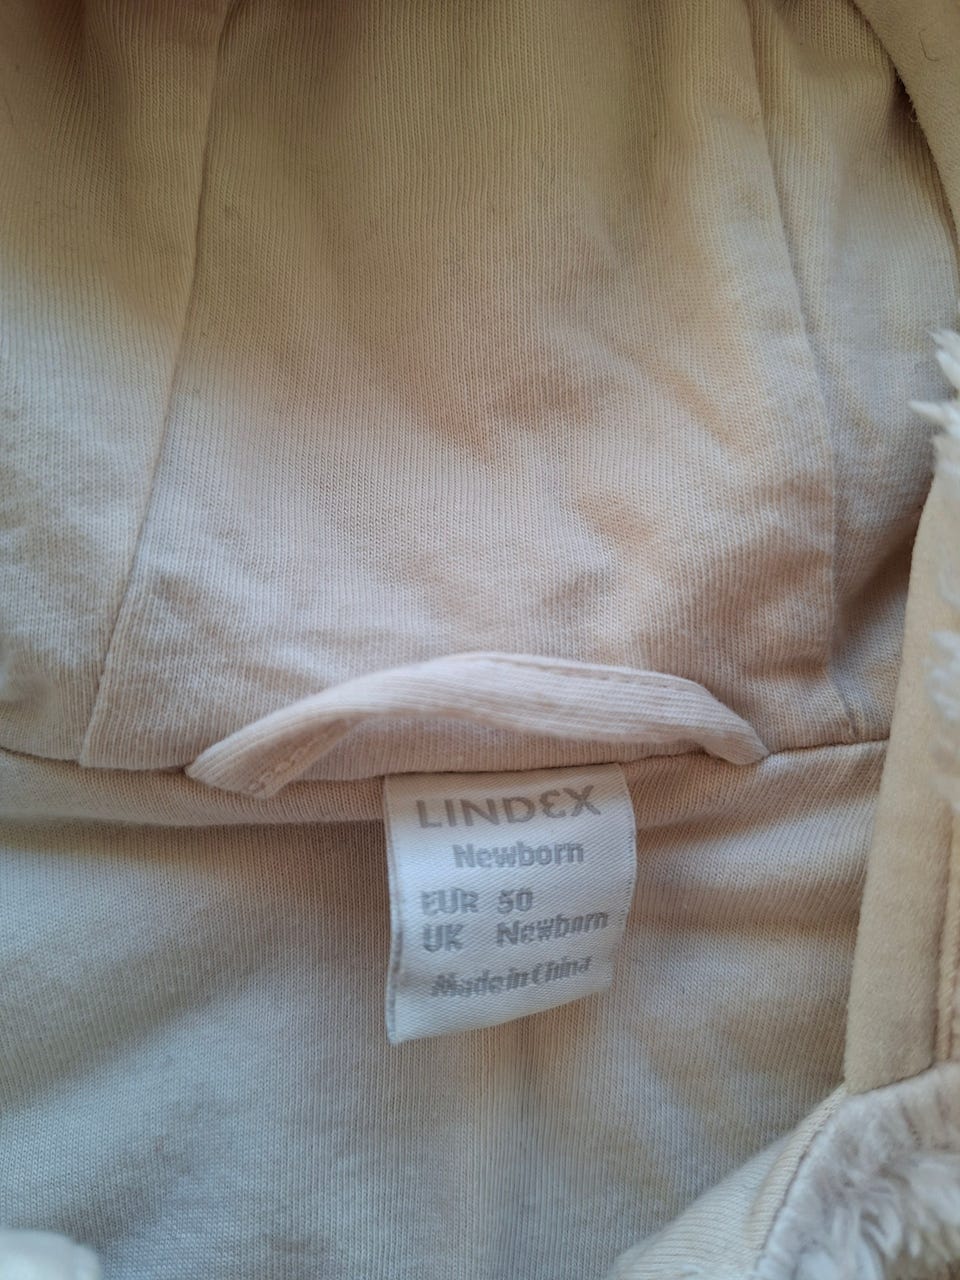 LINDEX
Newborn
EUR 50
UK Newborn
Made in China